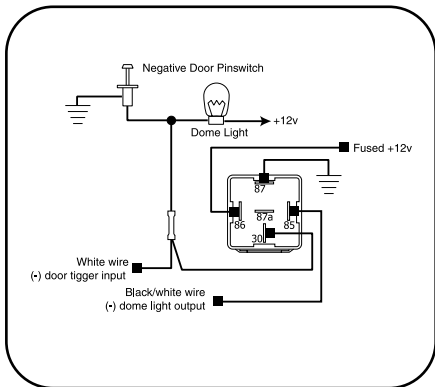 Negative Door Pinswitch
+12v
Dome Light
Fused +12v
87
87a
86
85
30
White wire
(-) door tigger input
Black/white wire
(-) dome light output